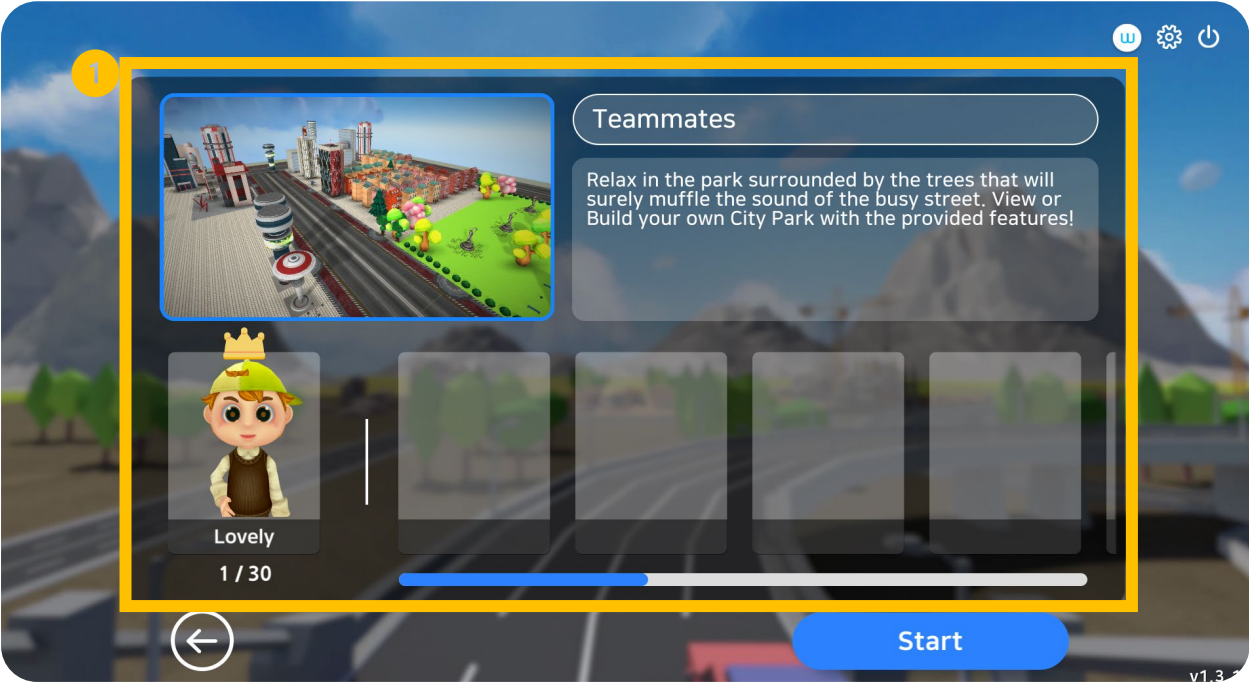 1
w
Teammates
Relax in the park surrounded by the trees that will
surely muffle the sound of the busy street. View or
Build your own City Park with the provided features!
Lovely
1 / 30
Start